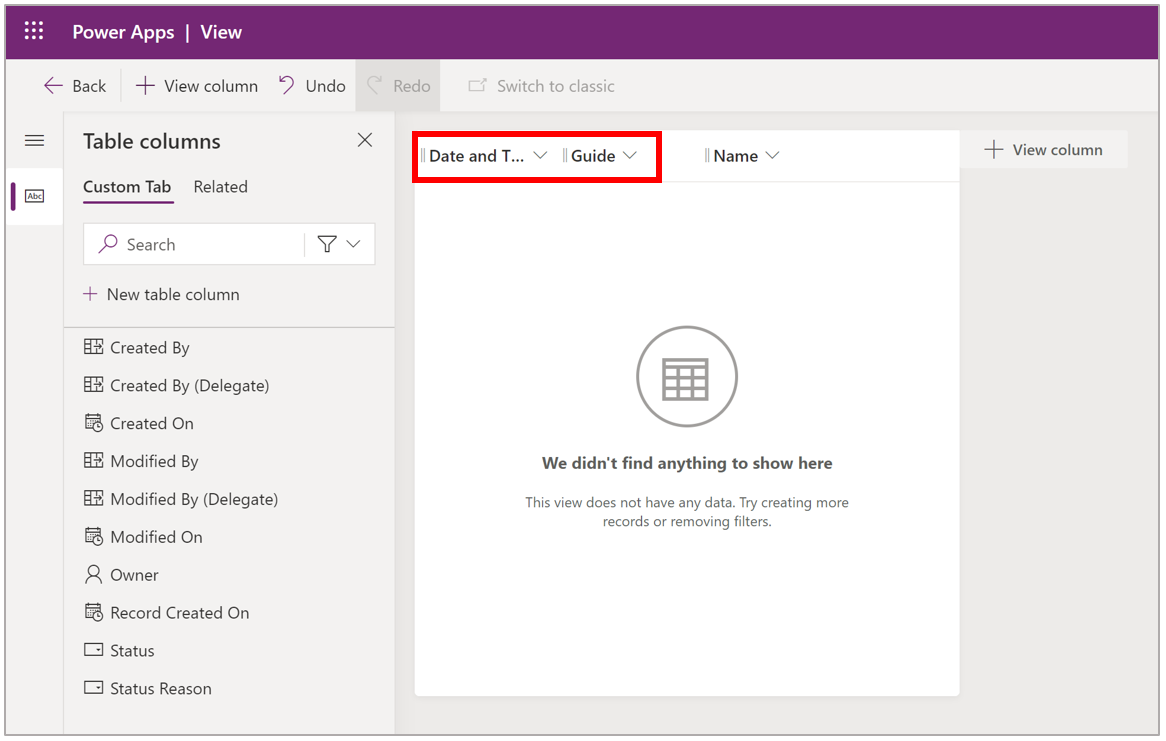 Power Apps | View
Back
View column
Undo
Redo
Switch to classic
Table columns
Custom Tab
Related
Search
New table column
Abc
Created By
Created By (Delegate)
Created On
Modified By
Modified By (Delegate)
Modified On
Owner
Record Created On
Status
Status Reason
Date and T...
Guide
Name
View column
We didn't find anything to show here
This view does not have any data. Try creating more
records or removing filters.